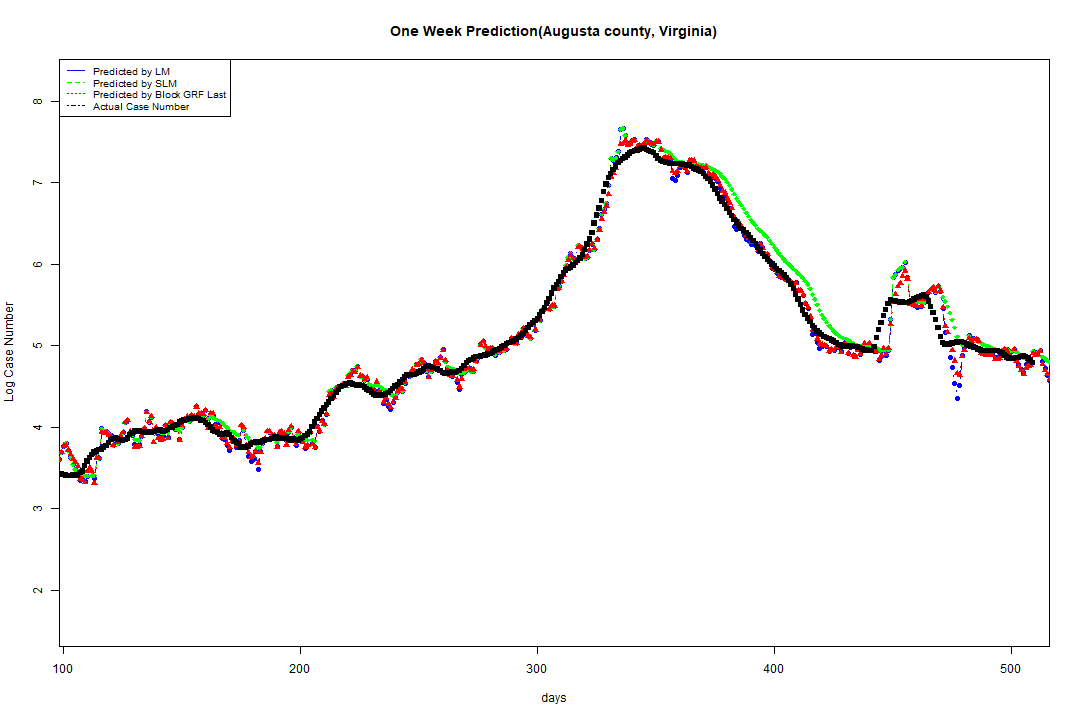 One Week Prediction(Augusta county, Virginia)
Predicted by LM
Predicted by SLM
Predicted by Block GRF Last
Actual Case Number
8
7
6
5
4
3
2
Log Case Number
100 200 300 400 500
days